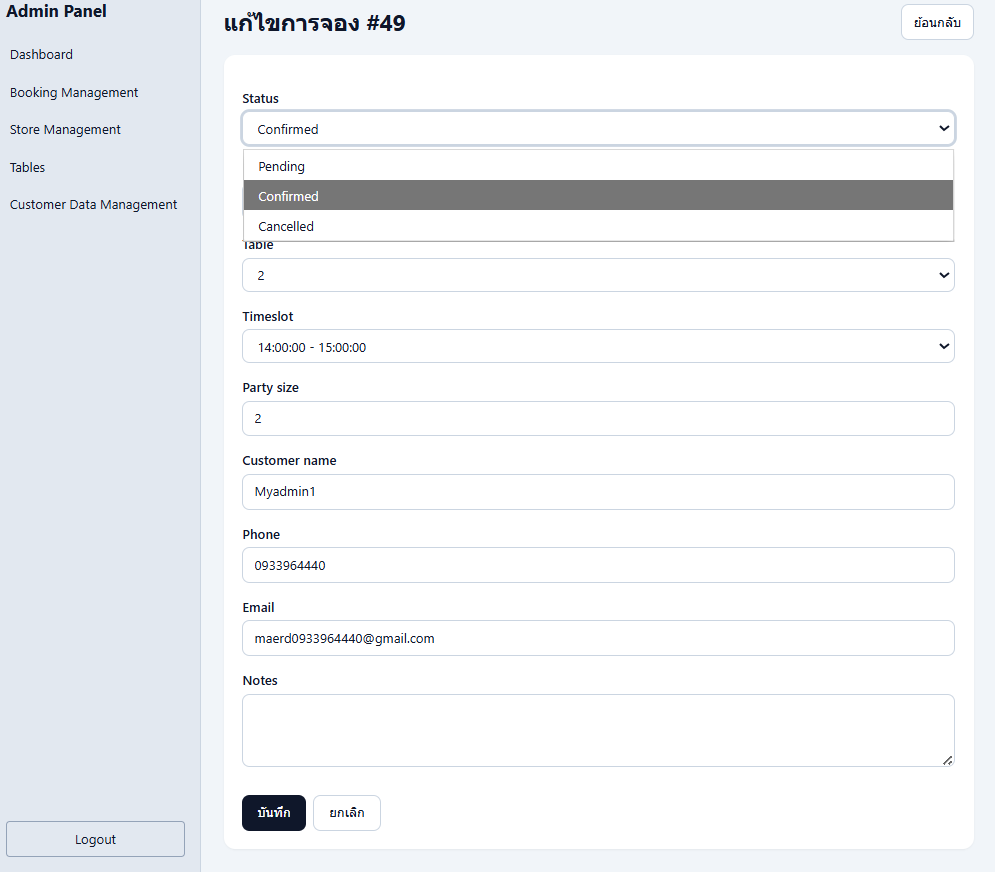 Admin Panel
Dashboard
Booking Management
Store Management
Tables
Customer Data Management
Logout
แก้ไขการจอง #49
ย้อนกลับ
Status
Confirmed
Pending
Confirmed
Cancelled
Table
2
Timeslot
14:00:00 - 15:00:00
Party size
2
Customer name
Myadmin1
Phone
0933964440
Email
maerd0933964440@gmail.com
Notes
บันทึก
ยกเลิก